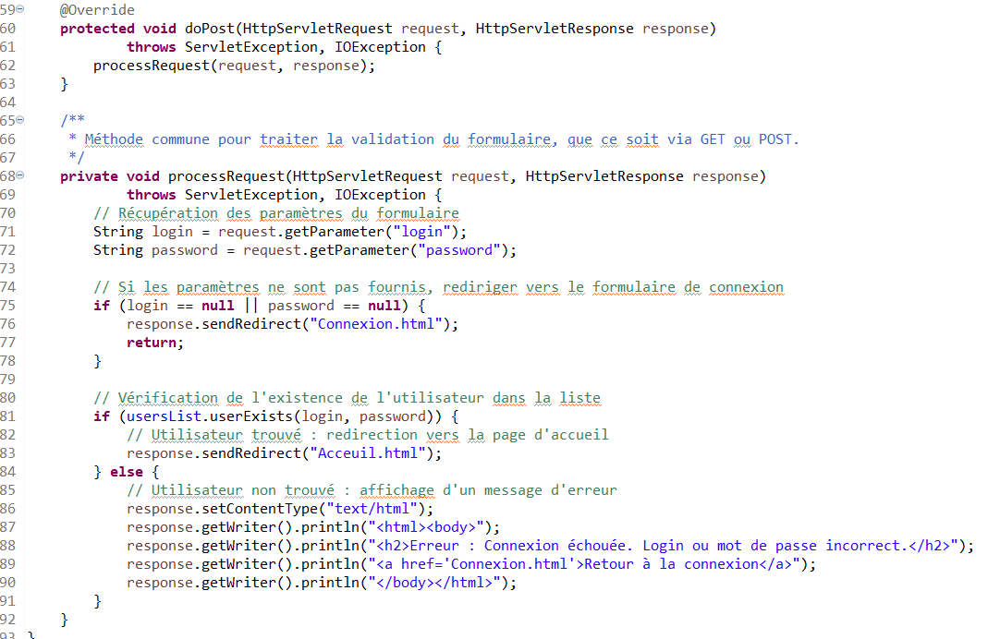 59 @Override
60 protected void doPost(HttpServletRequest request, HttpServletResponse response)
61 throws ServletException, IOException {
62 processRequest(request, response);
63 }
64
65 /**
66 * Méthode commune pour traiter la validation du formulaire, que ce soit via GET ou POST.
67 */
68 private void processRequest(HttpServletRequest request, HttpServletResponse response)
69 throws ServletException, IOException {
70 // Récupération des paramètres du formulaire
71 String login = request.getParameter("login");
72 String password = request.getParameter("password");
73
74 // Si les paramètres ne sont pas fournis, rediriger vers le formulaire de connexion
75 if (login == null || password == null) {
76 response.sendRedirect("Connexion.html");
77 return;
78 }
79
80 // Vérification de l'existence de l'utilisateur dans la liste
81 if (usersList.userExists(login, password)) {
82 // Utilisateur trouvé : redirection vers la page d'accueil
83 response.sendRedirect("Acceuil.html");
84 } else {
85 // Utilisateur non trouvé : affichage d'un message d'erreur
86 response.setContentType("text/html");
87 response.getWriter().println("<html><body>");
88 response.getWriter().println("<h2>Erreur : Connexion échouée. Login ou mot de passe incorrect.</h2>");
89 response.getWriter().println("<a href='Connexion.html'>Retour à la connexion</a>");
90 response.getWriter().println("</body></html>");
91 }
92 }
93 }